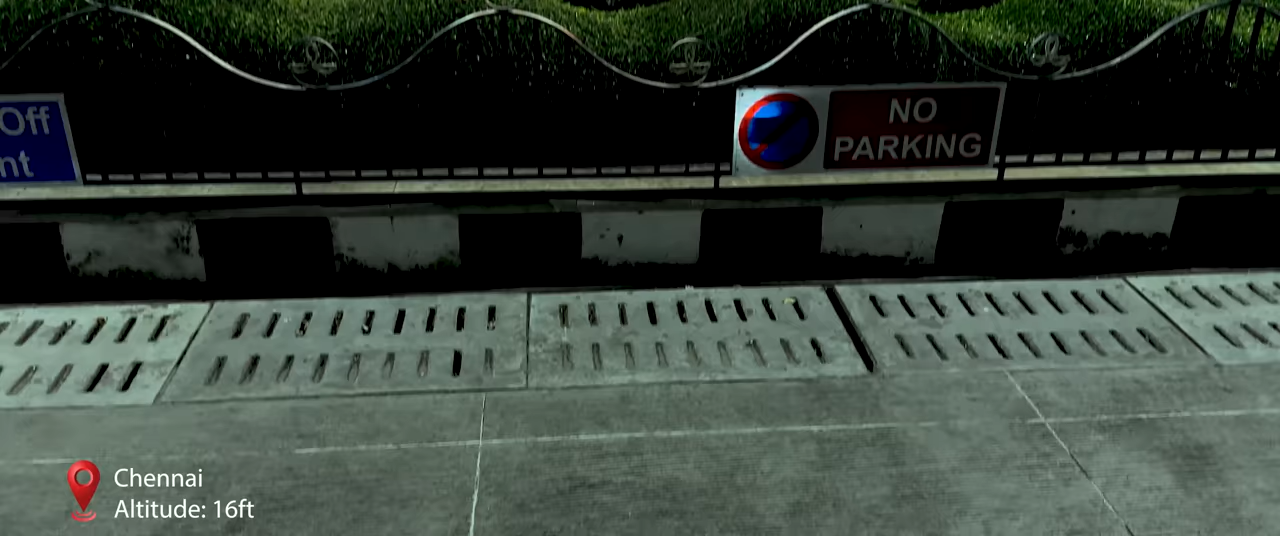 Off
nt
NO
PARKING
Chennai
Altitude: 16ft